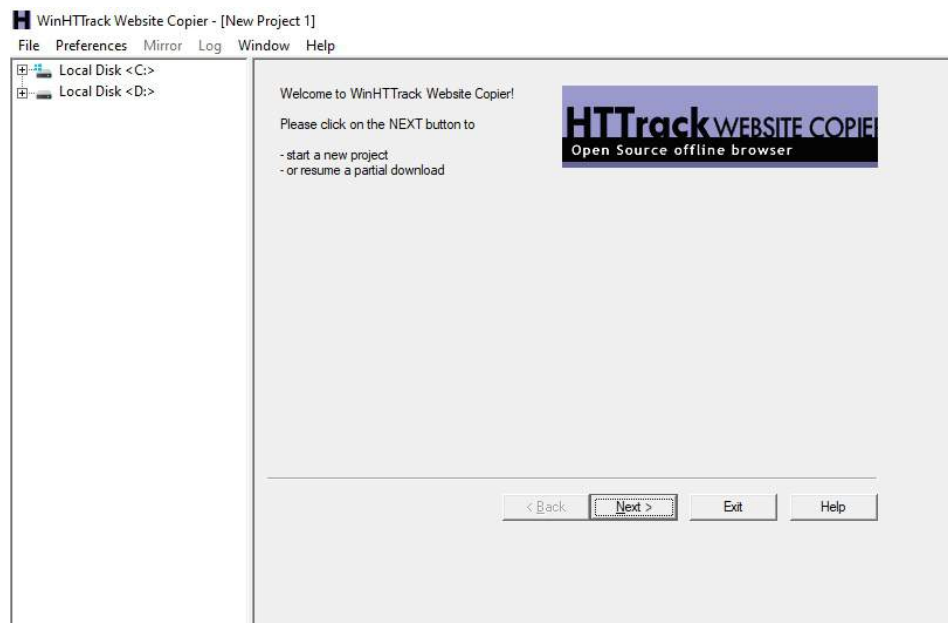 WinHTTrack Website Copier - [New Project 1]
File Preferences Mirror Log Window Help
Local Disk <C:>
Local Disk <D:>
Welcome to WinHTTrack Website Copier!
Please click on the NEXT button to
- start a new project
- or resume a partial download
HTTrack WEBSITE COPIER
Open Source offline browser
< Back Next > Exit Help